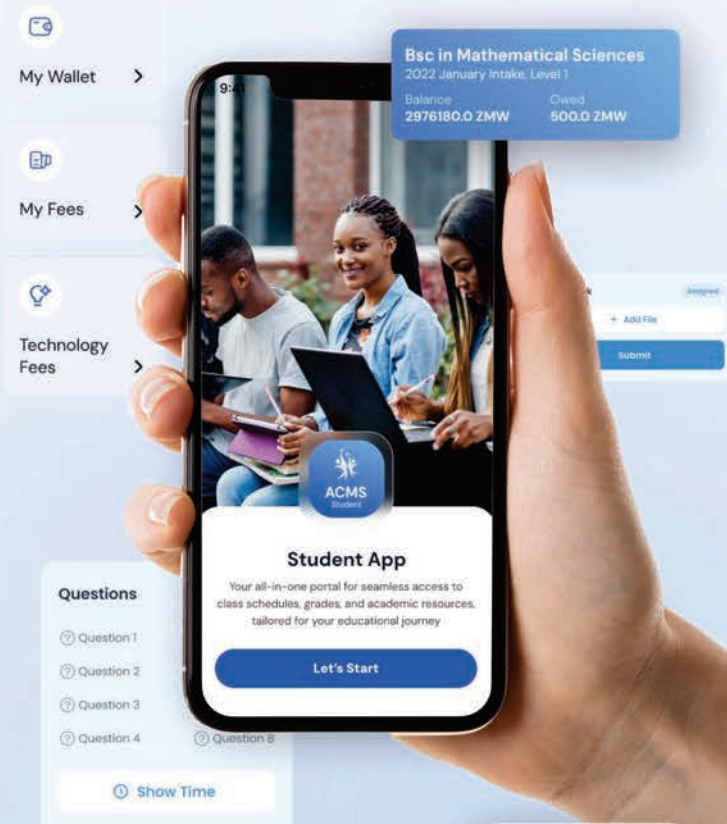 My Wallet
My Fees
Technology
Fees
9:41
Bsc in Mathematical Sciences
2022 January Intake, Level 1
Balance
Owed
2976180.0 ZMW
500.0 ZMW
Assigned
+ Add File
Submit
ACMS
Student
Student App
Your all-in-one portal for seamless access to
class schedules, grades, and academic resources,
tailored for your educational journey
Let's Start
Questions
Question 1
Question 2
Question 3
Question 4
Question 8
Show Time